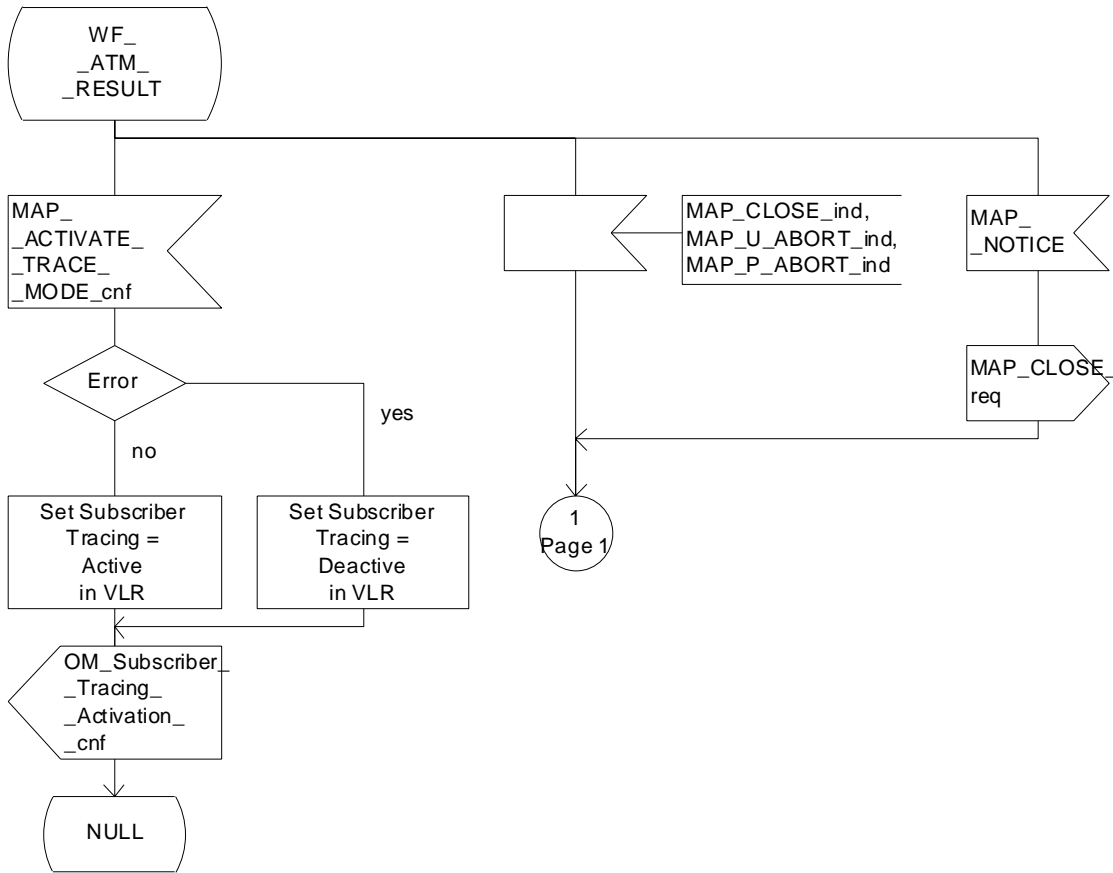 WF_
_ATM_
_RESULT
MAP_
_ACTIVATE_
_TRACE_
_MODE_cnf
MAP_CLOSE_ind,
MAP_U_ABORT_ind,
MAP_P_ABORT_ind
MAP_
_NOTICE
MAP_CLOSE_
req
Error
yes
no
Set Subscriber
Tracing =
Active
in VLR
Set Subscriber
Tracing =
Deactive
in VLR
1
Page 1
OM_Subscriber_
_Tracing_
_Activation_
_cnf
NULL